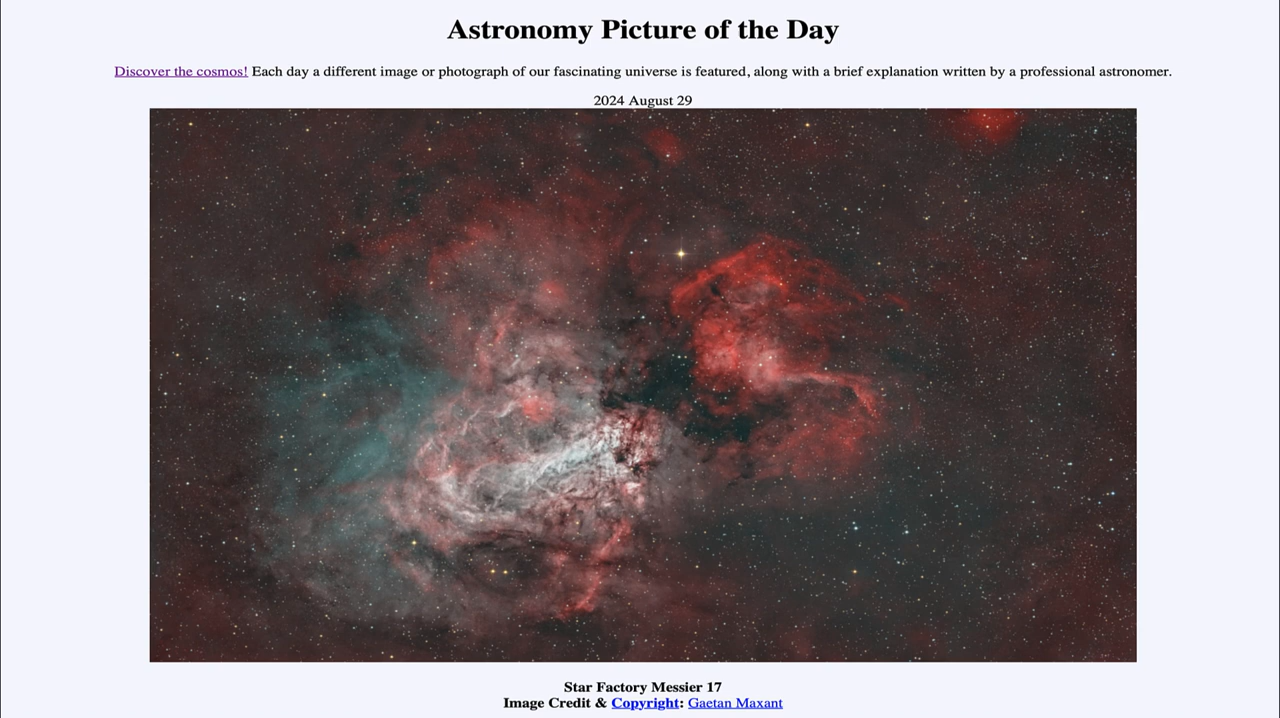 Astronomy Picture of the Day
Discover the cosmos! Each day a different image or photograph of our fascinating universe is featured, along with a brief explanation written by a professional astronomer.
2024 August 29
Star Factory Messier 17
Image Credit & Copyright: Gaetan Maxant